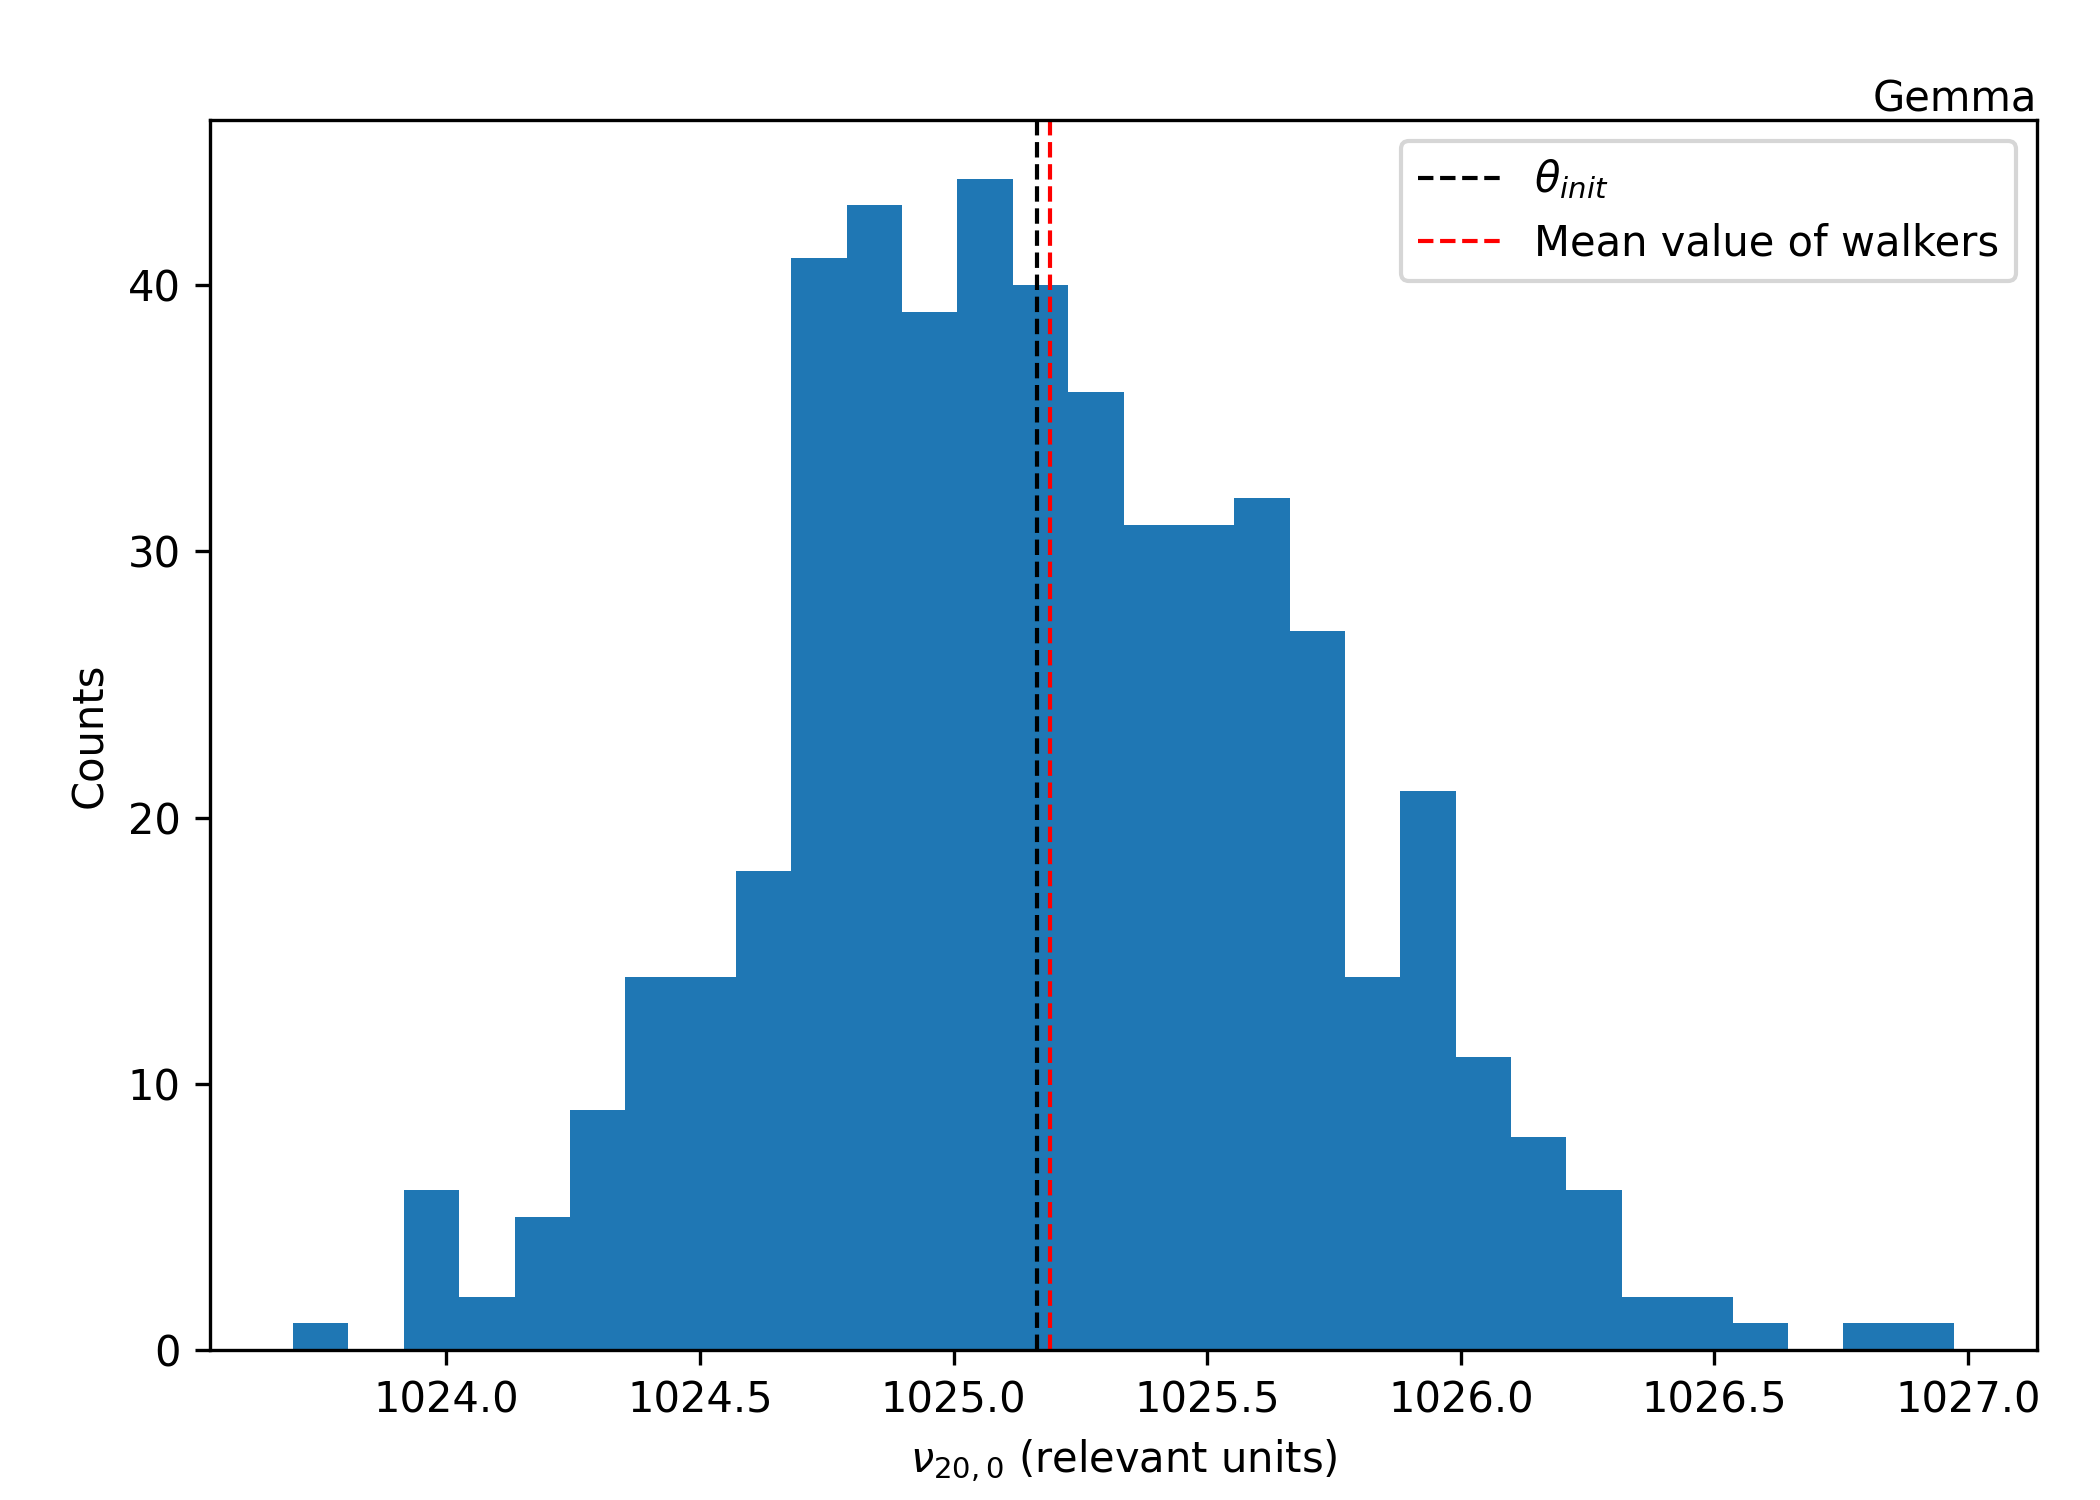 Gemma
θinit
Mean value of walkers
Counts
40
30
20
10
0
1024.0 1024.5 1025.0 1025.5 1026.0 1026.5 1027.0
ν20, 0 (relevant units)